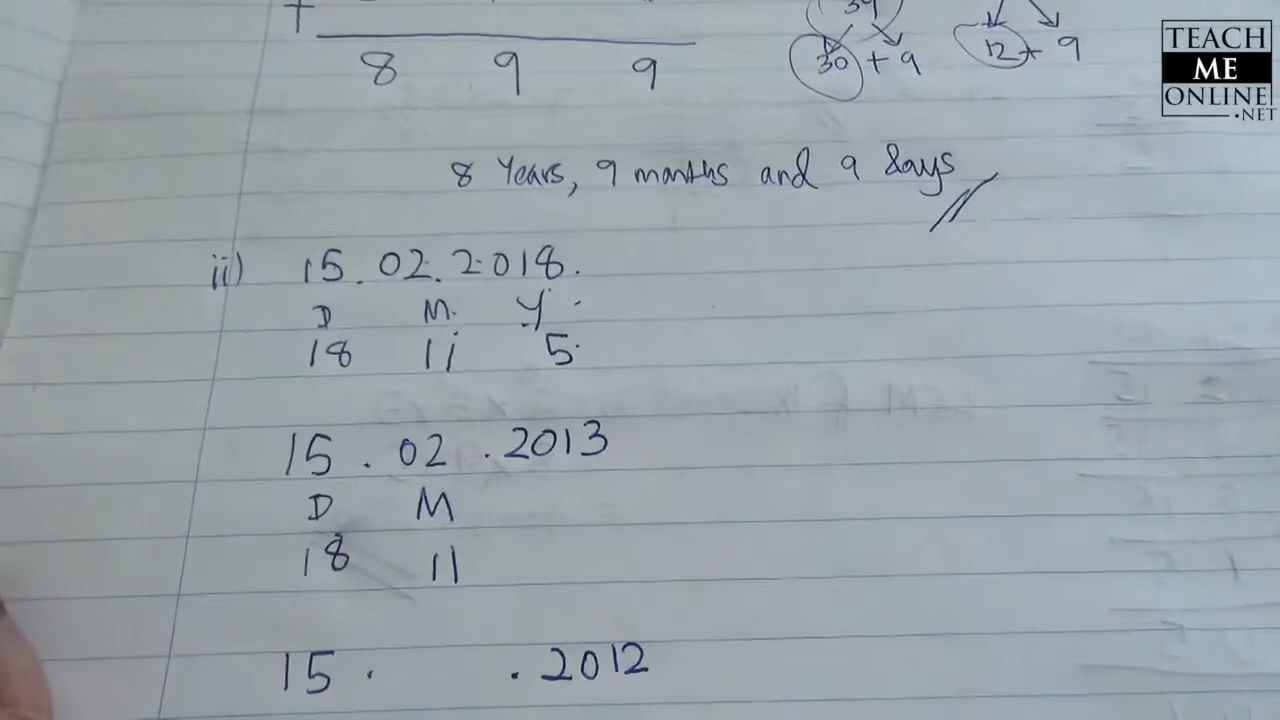 39
+
30 + 9
12 + 9
8 9 9
8 Years, 9 months and 9 days
ii) 15.02.2018.
D M. Y.
18 11 5.
15.02.2013
D M
18 11
15. .2012
TEACH
ME
ONLINE
.NET